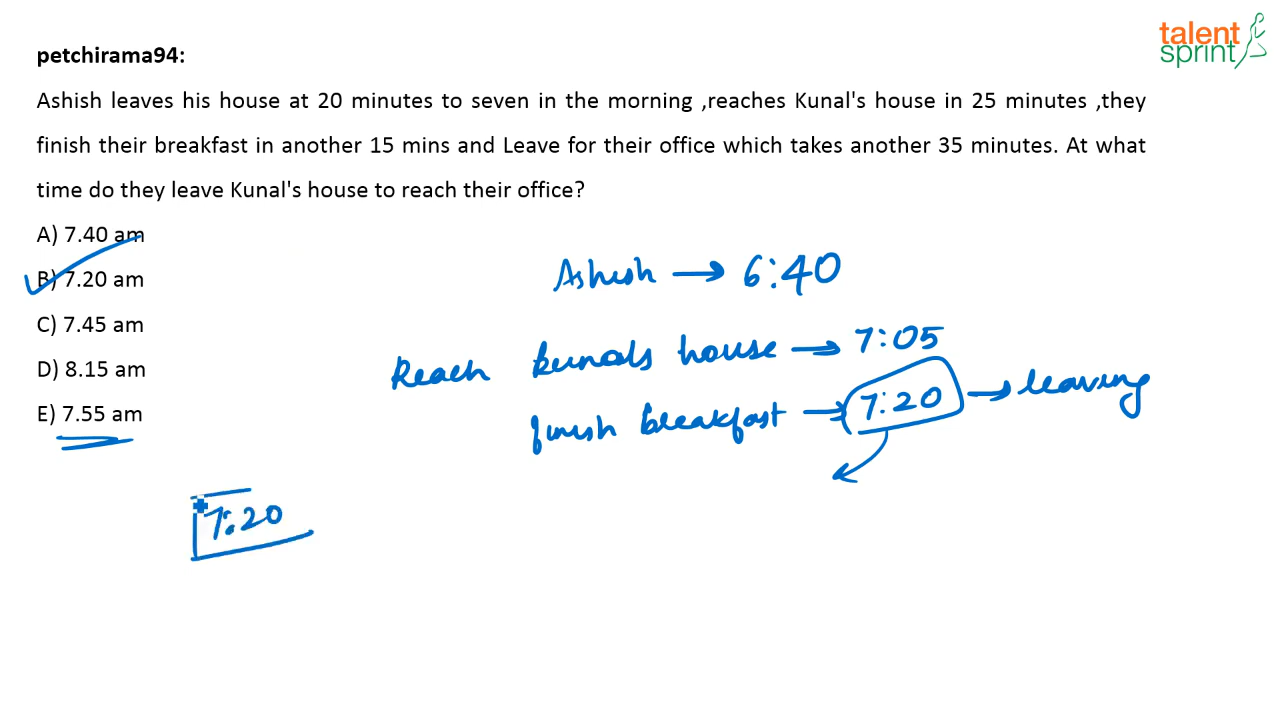 talent
sprint
petchirama94:
Ashish leaves his house at 20 minutes to seven in the morning ,reaches Kunal's house in 25 minutes ,they
finish their breakfast in another 15 mins and Leave for their office which takes another 35 minutes. At what
time do they leave Kunal's house to reach their office?
A) 7.40 am
B) 7.20 am
C) 7.45 am
D) 8.15 am
E) 7.55 am
Ashish → 6:40
Reach kunals house → 7:05
finish breakfast → 7:20 → leaving
7:20